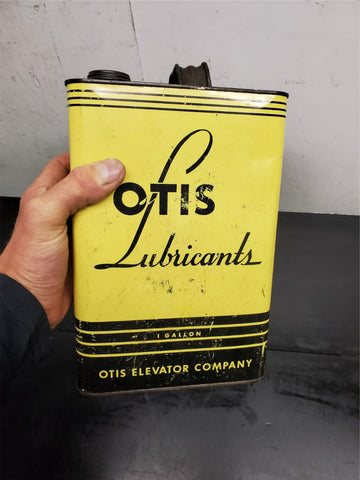 OTIS
Lubricants
1 GALLON
OTIS ELEVATOR COMPANY